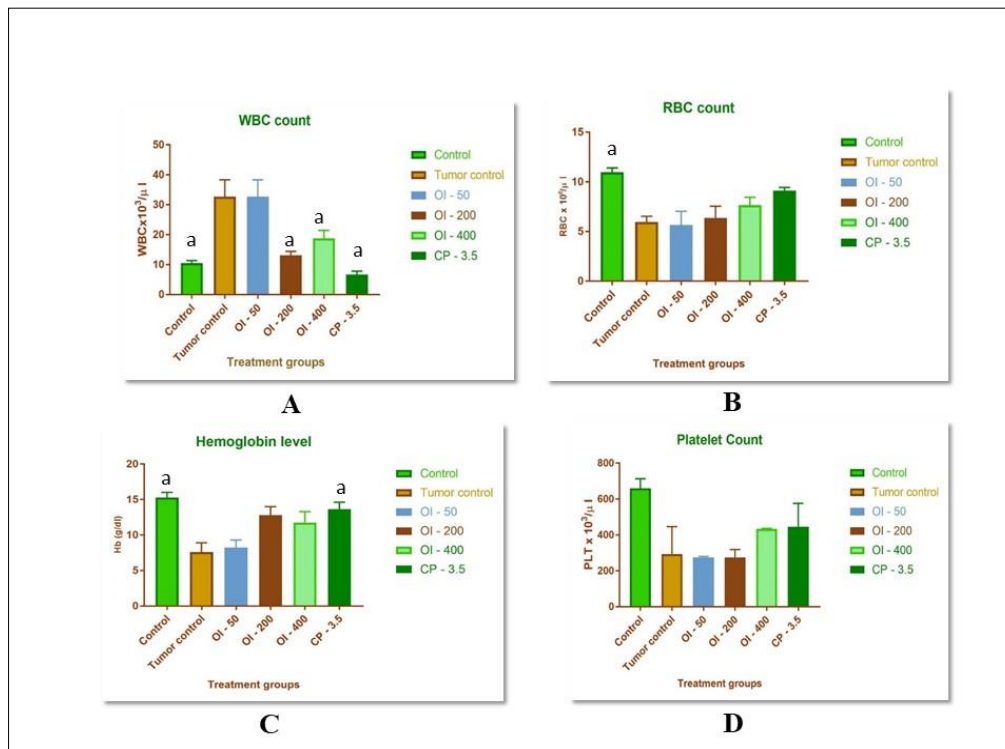 WBC count
a
a
a
a
50
40
30
20
10
0
WBCx10³/µ l
Control
Tumor control
OI - 50
OI - 200
OI - 400
CP - 3.5
Treatment groups
Control
Tumor control
OI - 50
OI - 200
OI - 400
CP - 3.5
A
RBC count
a
15
10
5
0
RBC x 10⁶/µ l
Control
Tumor control
OI - 50
OI - 200
OI - 400
CP - 3.5
Treatment groups
Control
Tumor control
OI - 50
OI - 200
OI - 400
CP - 3.5
B
Hemoglobin level
a
a
20
15
10
5
0
Hb (g/dl)
Control
Tumor control
OI - 50
OI - 200
OI - 400
CP - 3.5
Treatment groups
Control
Tumor control
OI - 50
OI - 200
OI - 400
CP - 3.5
C
Platelet Count
800
600
400
200
0
PLT x 10³/µ l
Control
Tumor control
OI - 50
OI - 200
OI - 400
CP - 3.5
Treatment groups
Control
Tumor control
OI - 50
OI - 200
OI - 400
CP - 3.5
D